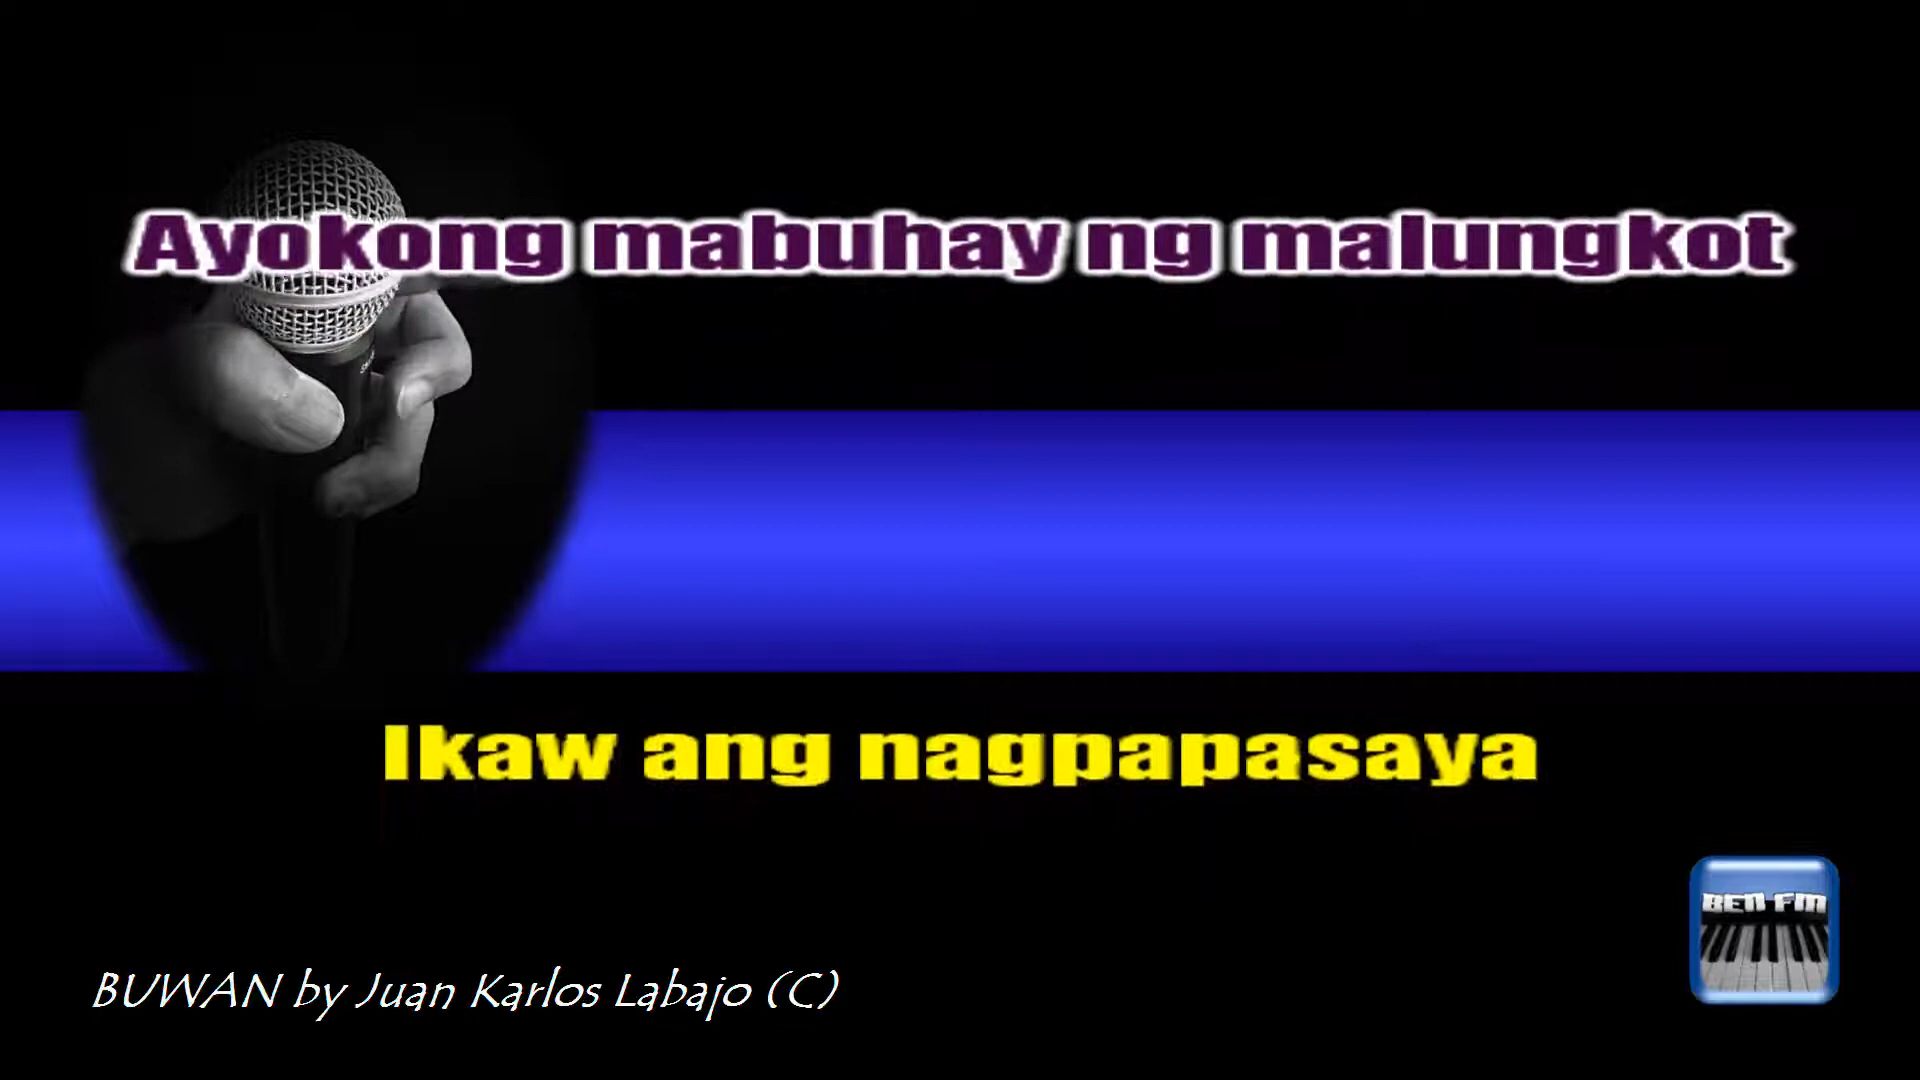 Ayokong mabuhay ng malungkot
Ikaw ang nagpapasaya
BEN FM
BUWAN by Juan Karlos Labajo (C)